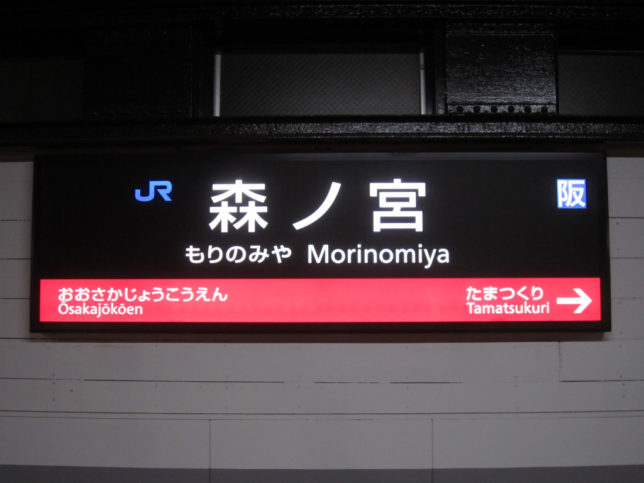 JR 森ノ宮 阪
もりのみや Morinomiya
おおさかじょうこうえん たまつくり
Ōsakajōkōen Tamatsukuri